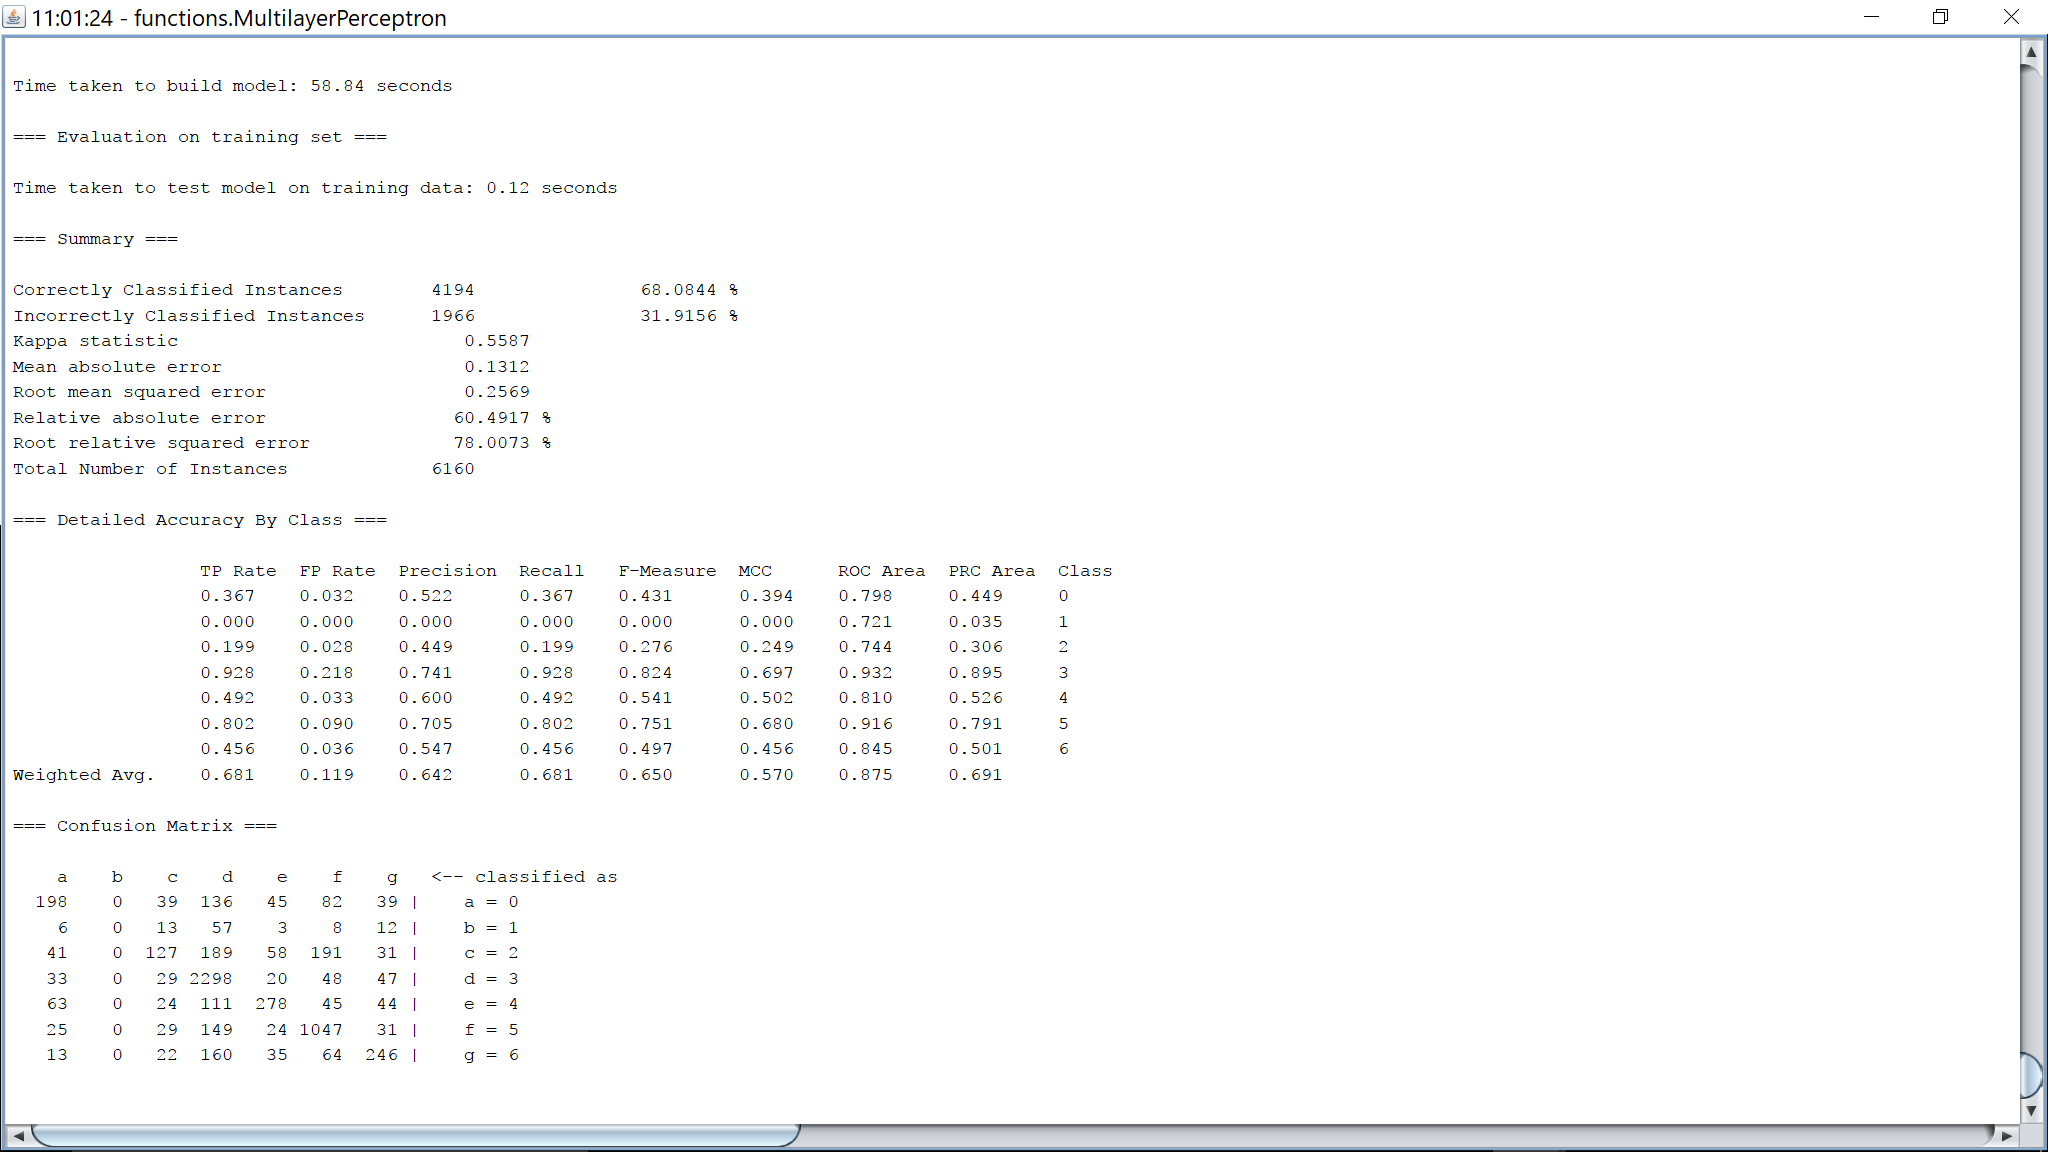 11:01:24 - functions.MultilayerPerceptron
Time taken to build model: 58.84 seconds
=== Evaluation on training set ===
Time taken to test model on training data: 0.12 seconds
=== Summary ===
Correctly Classified Instances        4194               68.0844 %
Incorrectly Classified Instances      1966               31.9156 %
Kappa statistic                          0.5587
Mean absolute error                      0.1312
Root mean squared error                  0.2569
Relative absolute error                 60.4917 %
Root relative squared error             78.0073 %
Total Number of Instances             6160
=== Detailed Accuracy By Class ===
                 TP Rate  FP Rate  Precision  Recall   F-Measure  MCC      ROC Area  PRC Area  Class
                 0.367    0.032    0.522      0.367    0.431      0.394    0.798     0.449     0
                 0.000    0.000    0.000      0.000    0.000      0.000    0.721     0.035     1
                 0.199    0.028    0.449      0.199    0.276      0.249    0.744     0.306     2
                 0.928    0.218    0.741      0.928    0.824      0.697    0.932     0.895     3
                 0.492    0.033    0.600      0.492    0.541      0.502    0.810     0.526     4
                 0.802    0.090    0.705      0.802    0.751      0.680    0.916     0.791     5
                 0.456    0.036    0.547      0.456    0.497      0.456    0.845     0.501     6
Weighted Avg.    0.681    0.119    0.642      0.681    0.650      0.570    0.875     0.691
=== Confusion Matrix ===
    a    b    c    d    e    f    g   <-- classified as
  198    0   39  136   45   82   39 |    a = 0
    6    0   13   57    3    8   12 |    b = 1
   41    0  127  189   58  191   31 |    c = 2
   33    0   29 2298   20   48   47 |    d = 3
   63    0   24  111  278   45   44 |    e = 4
   25    0   29  149   24 1047   31 |    f = 5
   13    0   22  160   35   64  246 |    g = 6